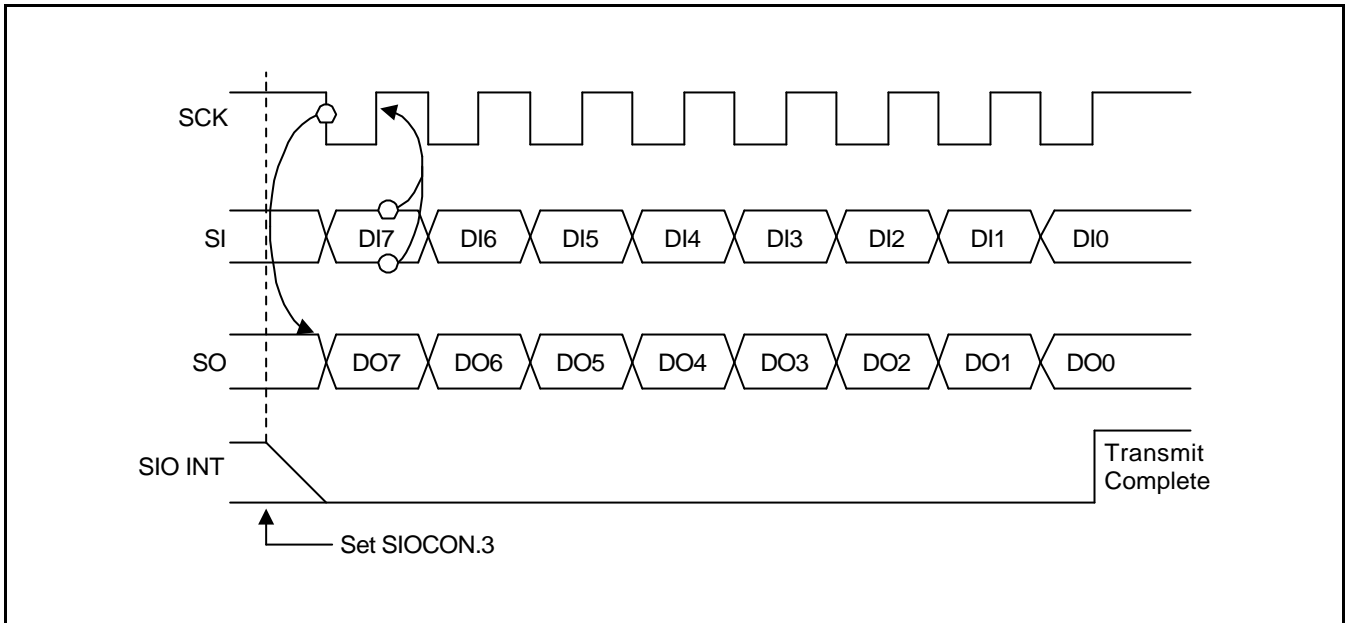 SCK
SI DI7 DI6 DI5 DI4 DI3 DI2 DI1 DI0
SO DO7 DO6 DO5 DO4 DO3 DO2 DO1 DO0
SIO INT
Transmit
Complete
Set SIOCON.3